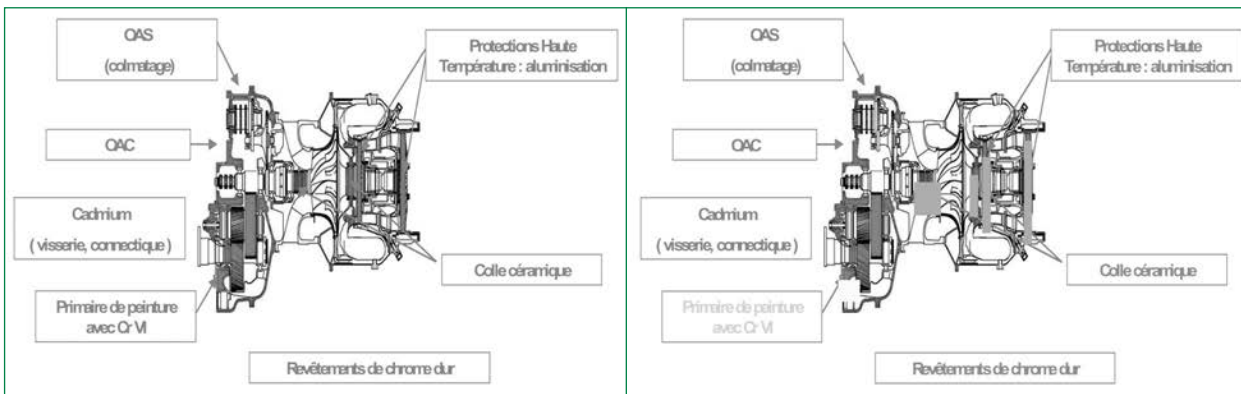 OAS
(colmatage)
Protections Haute
Température : aluminisation
OAC
Cadmium
( visserie, connectique )
Colle céramique
Primaire de peinture
avec Cr VI
Revêtements de chrome dur
OAS
(colmatage)
Protections Haute
Température : aluminisation
OAC
Cadmium
( visserie, connectique )
Colle céramique
Primaire de peinture
avec Cr VI
Revêtements de chrome dur